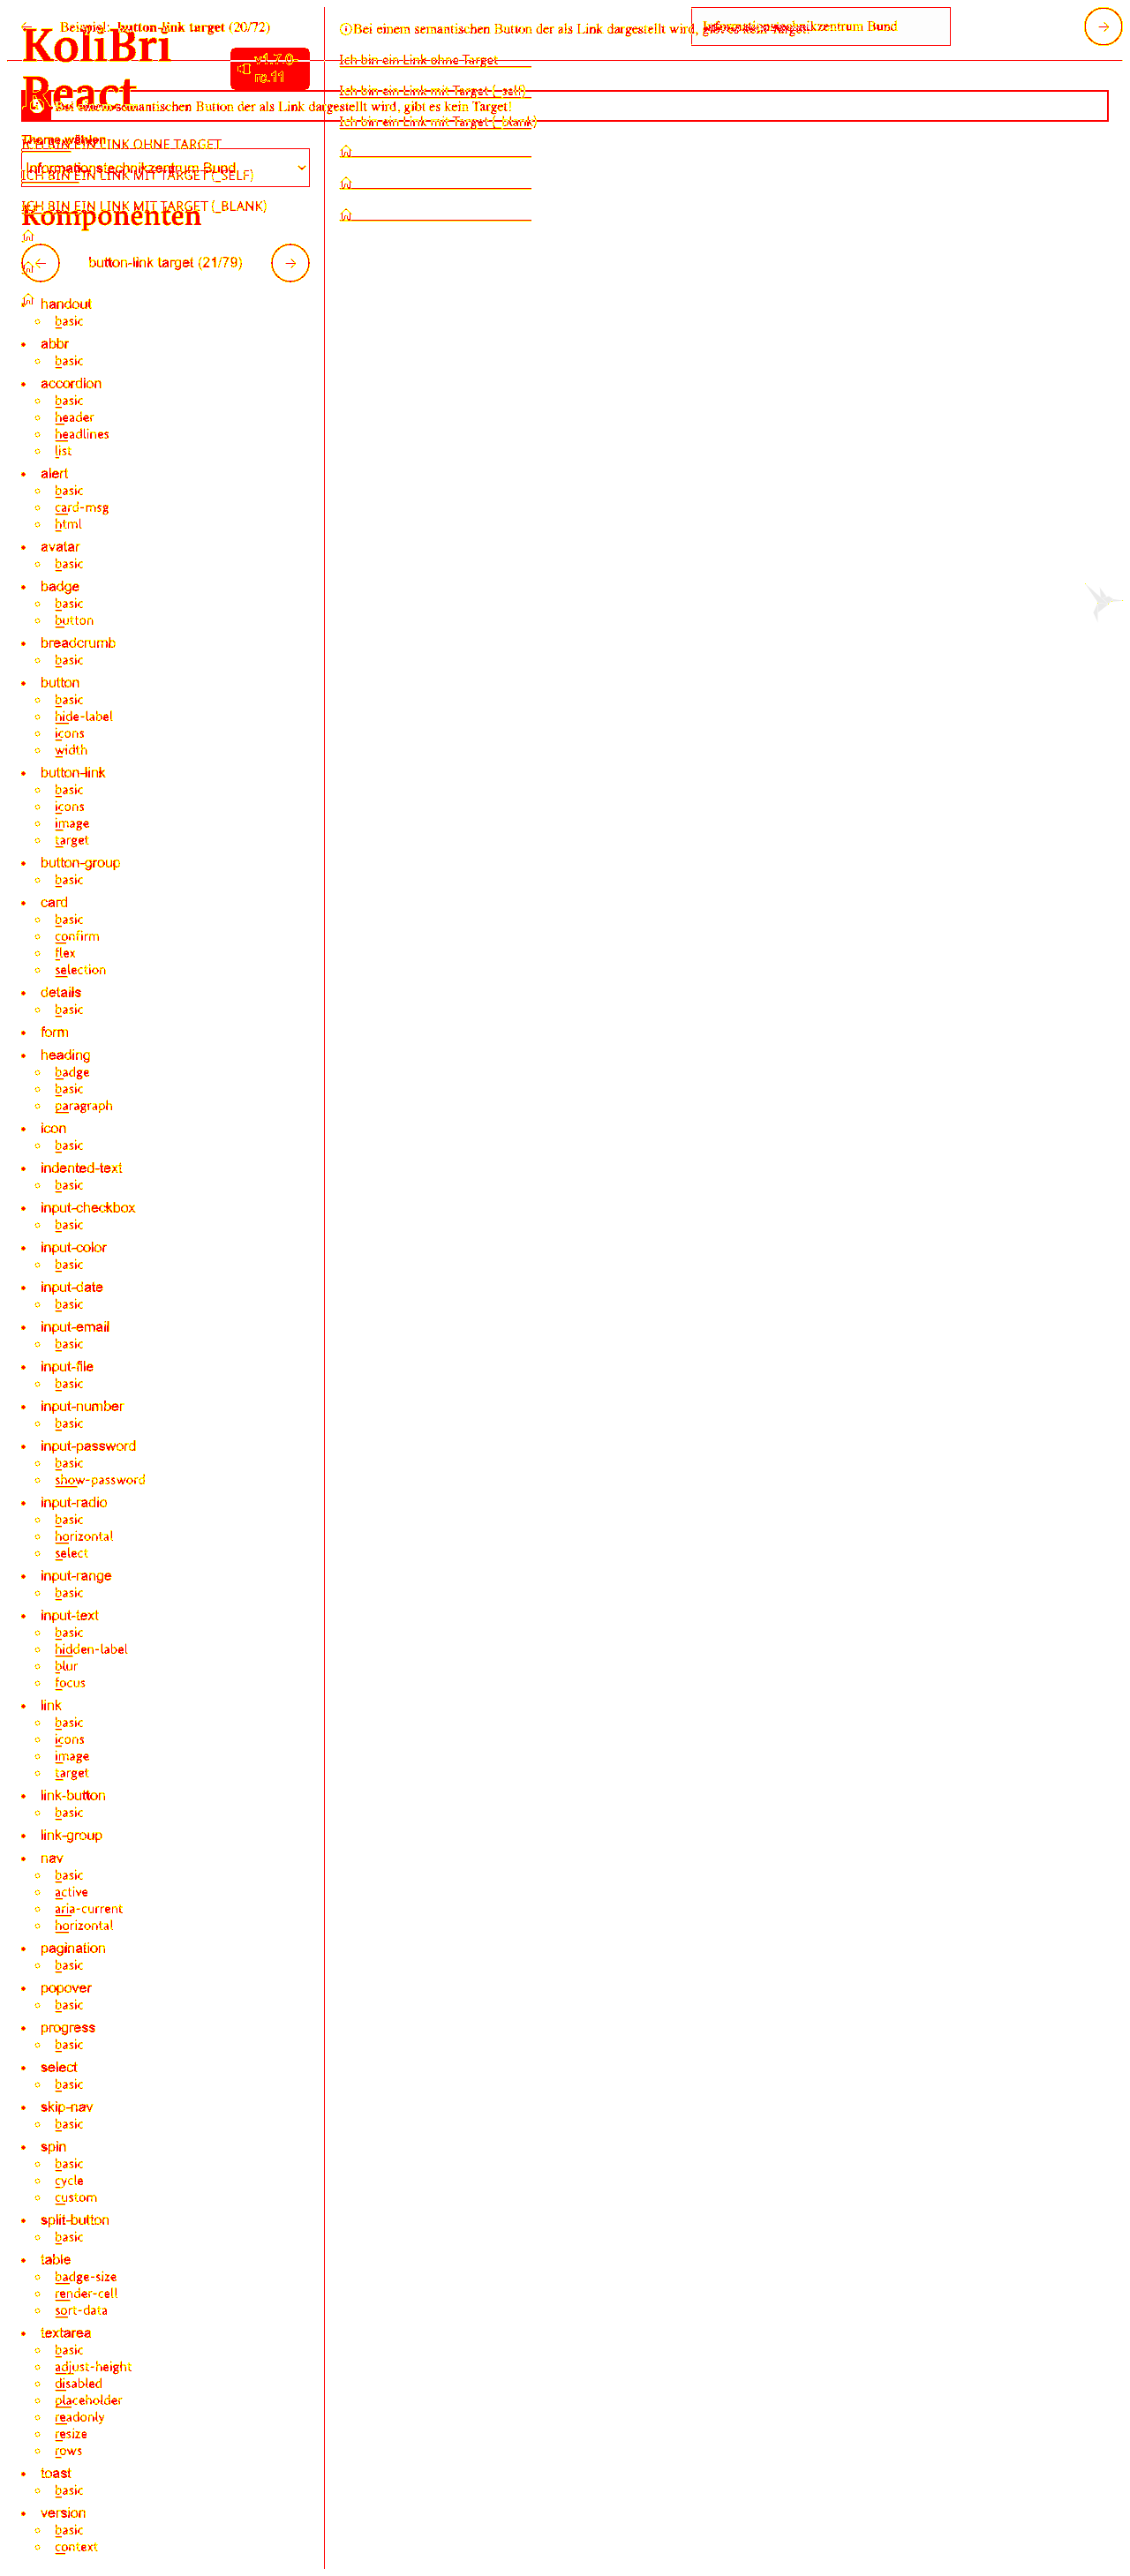 ← Beispiel: button-link target (20/72)
KoliBri
React
v1.7.0-
rc.11
Bei einem semantischen Button der als Link dargestellt wird, gibt es kein Target!
Theme wählen
ICH BIN EIN LINK OHNE TARGET
Informationstechnikzentrum Bund
ICH BIN EIN LINK MIT TARGET (_SELF)
ICH BIN EIN LINK MIT TARGET (_BLANK)
Komponenten
← button-link target (21/79) →
handout
basic
abbr
basic
accordion
basic
header
headlines
list
alert
basic
card-msg
html
avatar
basic
badge
basic
button
breadcrumb
basic
button
basic
hide-label
icons
width
button-link
basic
icons
image
target
button-group
basic
card
basic
confirm
flex
selection
details
basic
form
heading
badge
basic
paragraph
icon
basic
indented-text
basic
input-checkbox
basic
input-color
basic
input-date
basic
input-email
basic
input-file
basic
input-number
basic
input-password
basic
show-password
input-radio
basic
horizontal
select
input-range
basic
input-text
basic
hidden-label
blur
focus
link
basic
icons
image
target
link-button
basic
link-group
nav
basic
active
aria-current
horizontal
pagination
basic
popover
basic
progress
basic
select
basic
skip-nav
basic
spin
basic
cycle
custom
split-button
basic
table
badge-size
render-cell
sort-data
textarea
basic
adjust-height
disabled
placeholder
readonly
resize
rows
toast
basic
version
basic
context
Bei einem semantischen Button der als Link dargestellt wird, gibt es kein Target!
Informationstechnikzentrum Bund →
Ich bin ein Link ohne Target
Ich bin ein Link mit Target (_self)
Ich bin ein Link mit Target (_blank)